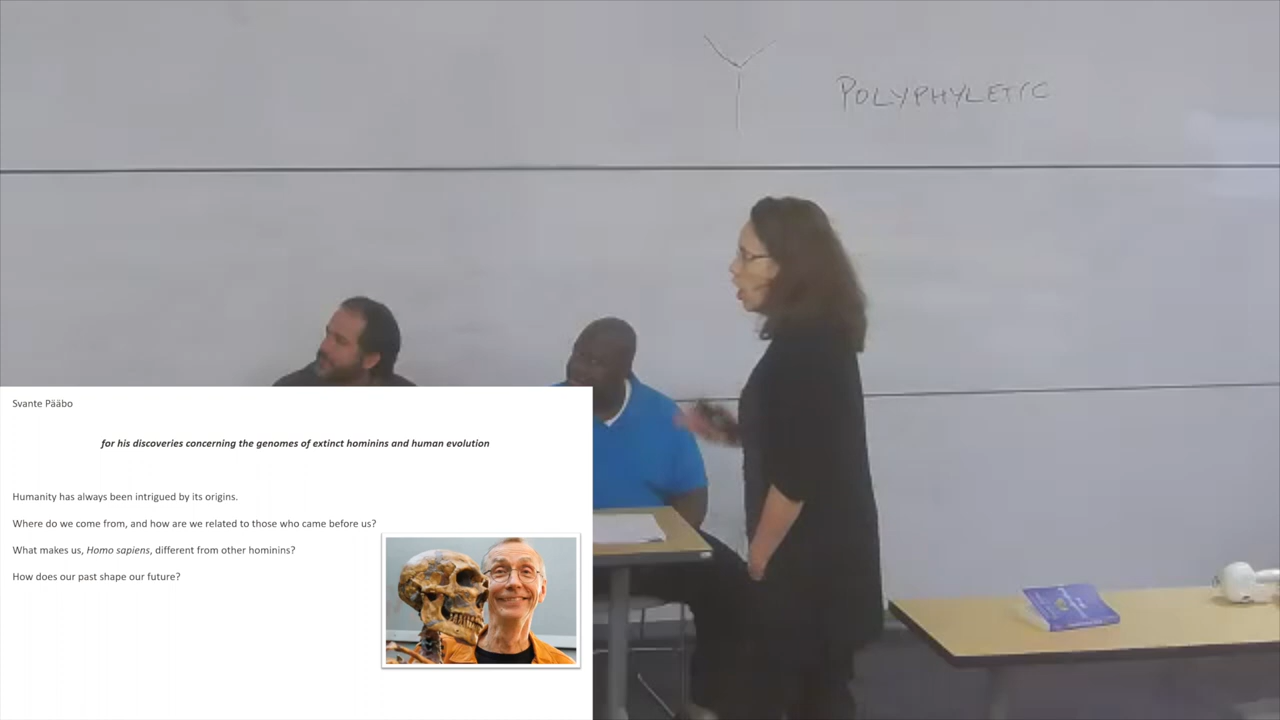 POLYPHYLETIC
Svante Pääbo
for his discoveries concerning the genomes of extinct hominins and human evolution
Humanity has always been intrigued by its origins.
Where do we come from, and how are we related to those who came before us?
What makes us, Homo sapiens, different from other hominins?
How does our past shape our future?